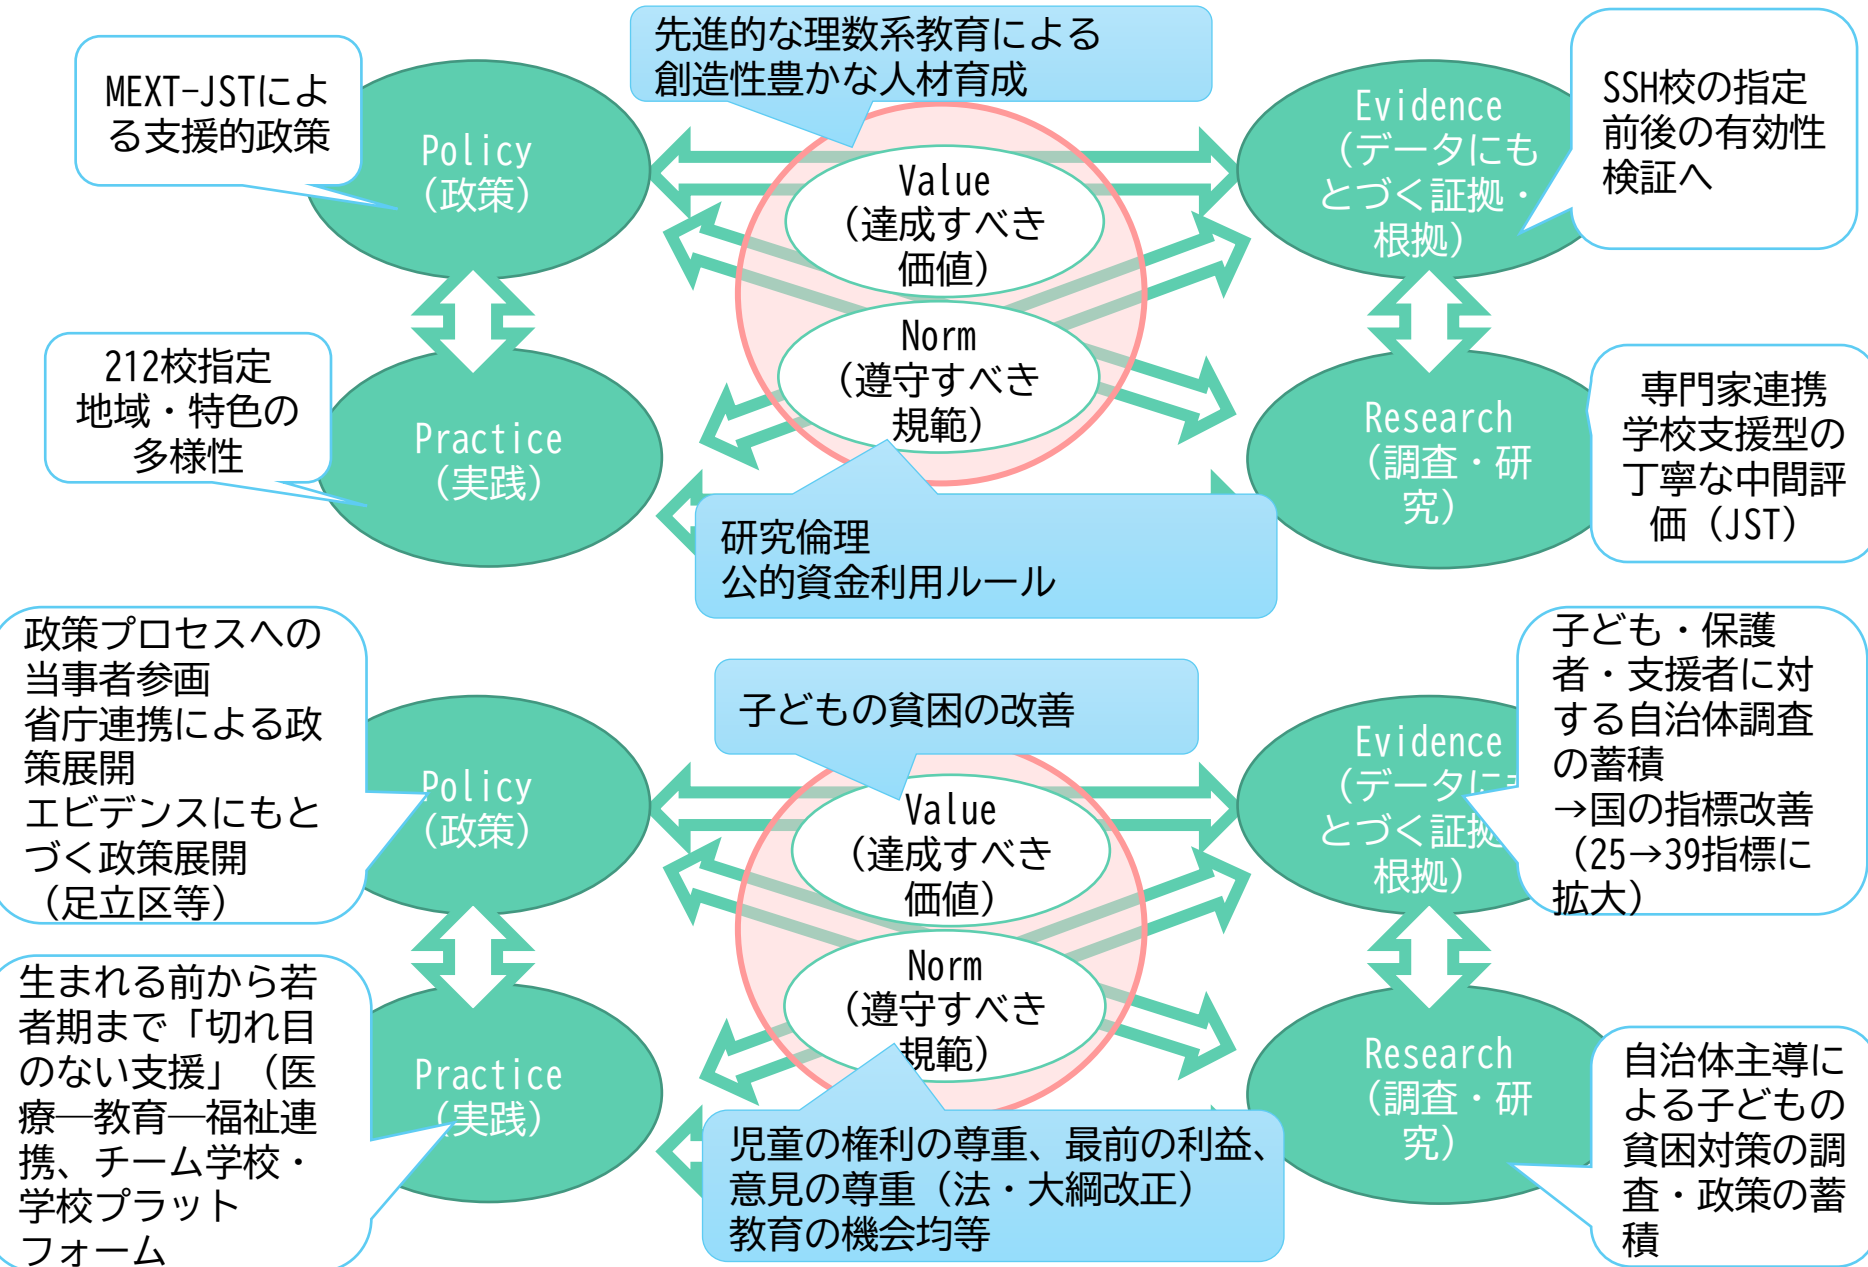 先進的な理数系教育による
創造性豊かな人材育成
MEXT-JSTによ
る支援的政策
Policy
（政策）
Value
（達成すべき
価値）
Evidence
（データにも
とづく証拠・
根拠）
SSH校の指定
前後の有効性
検証へ
212校指定
地域・特色の
多様性
Practice
（実践）
Norm
（遵守すべき
規範）
Research
（調査・研
究）
専門家連携
学校支援型の
丁寧な中間評
価（JST）
研究倫理
公的資金利用ルール
政策プロセスへの
当事者参画
省庁連携による政
策展開
エビデンスにもと
づく政策展開
（足立区等）
Policy
（政策）
子どもの貧困の改善
Value
（達成すべき
価値）
Evidence
（データにも
とづく証拠
根拠）
子ども・保護
者・支援者に対
する自治体調査
の蓄積
→国の指標改善
（25→39指標に
拡大）
生まれる前から若
者期まで「切れ目
のない支援」（医
療―教育―福祉連
携、チーム学校・
学校プラット
フォーム
Practice
（実践）
Norm
（遵守すべき
規範）
Research
（調査・研
究）
児童の権利の尊重、最前の利益、
意見の尊重（法・大綱改正）
教育の機会均等
自治体主導に
よる子どもの
貧困対策の調
査・政策の蓄
積